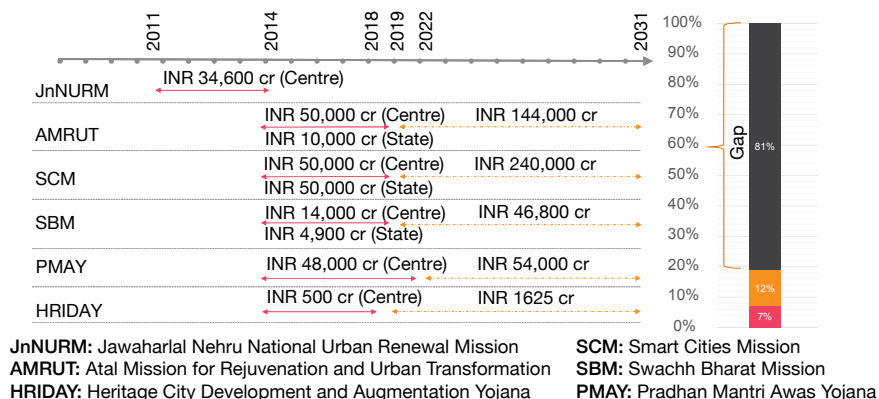 2011
2014
2018
2019
2022
2031
JnNURM
INR 34,600 cr (Centre)
AMRUT
INR 50,000 cr (Centre)
INR 144,000 cr
INR 10,000 cr (State)
SCM
INR 50,000 cr (Centre)
INR 240,000 cr
INR 50,000 cr (State)
SBM
INR 14,000 cr (Centre)
INR 46,800 cr
INR 4,900 cr (State)
PMAY
INR 48,000 cr (Centre)
INR 54,000 cr
HRIDAY
INR 500 cr (Centre)
INR 1625 cr
100%
90%
80%
70%
60%
50%
40%
30%
20%
10%
0%
Gap
81%
12%
7%
JnNURM: Jawaharlal Nehru National Urban Renewal Mission
AMRUT: Atal Mission for Rejuvenation and Urban Transformation
HRIDAY: Heritage City Development and Augmentation Yojana
SCM: Smart Cities Mission
SBM: Swachh Bharat Mission
PMAY: Pradhan Mantri Awas Yojana